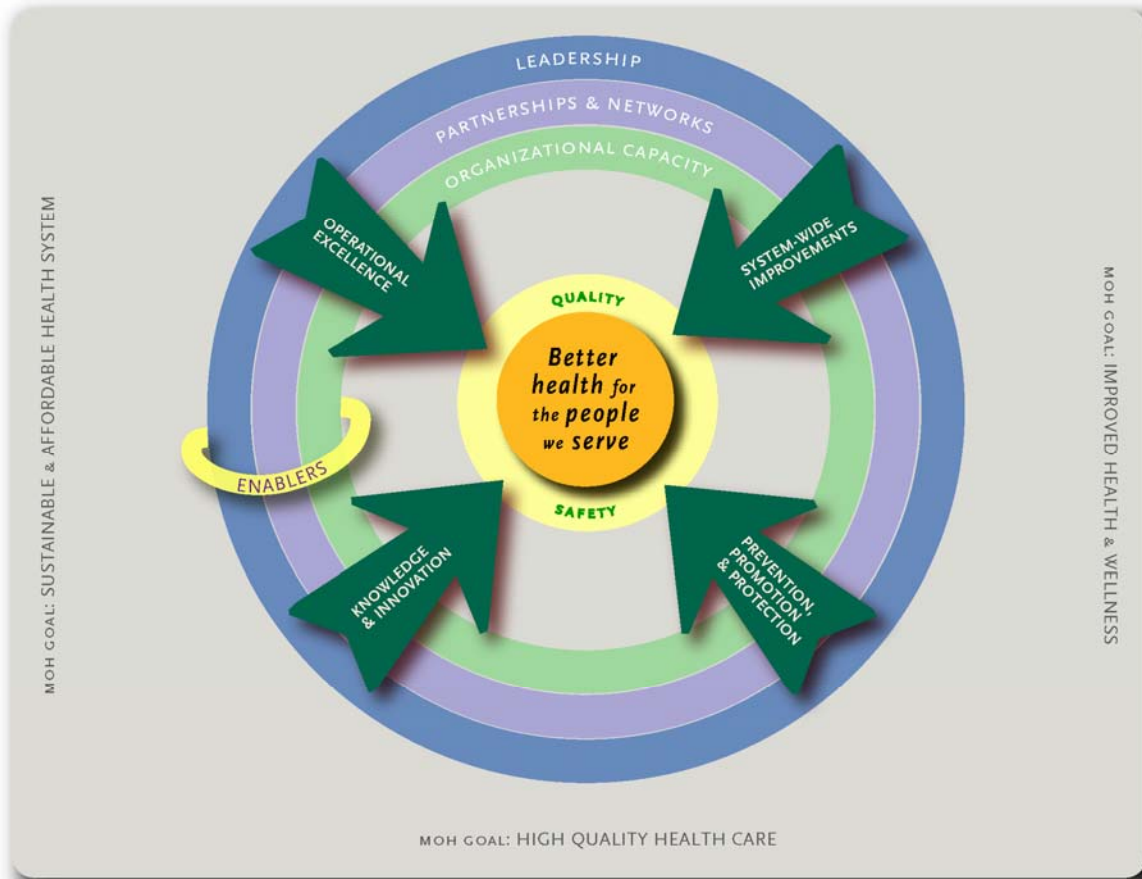 LEADERSHIP
PARTNERSHIPS & NETWORKS
ORGANIZATIONAL CAPACITY
OPERATIONAL
EXCELLENCE
SYSTEM-WIDE
IMPROVEMENTS
QUALITY
Better
health for
the people
we serve
SAFETY
ENABLERS
KNOWLEDGE
& INNOVATION
PREVENTION,
PROMOTION
& PROTECTION
MOH GOAL: SUSTAINABLE & AFFORDABLE HEALTH SYSTEM
MOH GOAL: IMPROVED HEALTH & WELLNESS
MOH GOAL: HIGH QUALITY HEALTH CARE